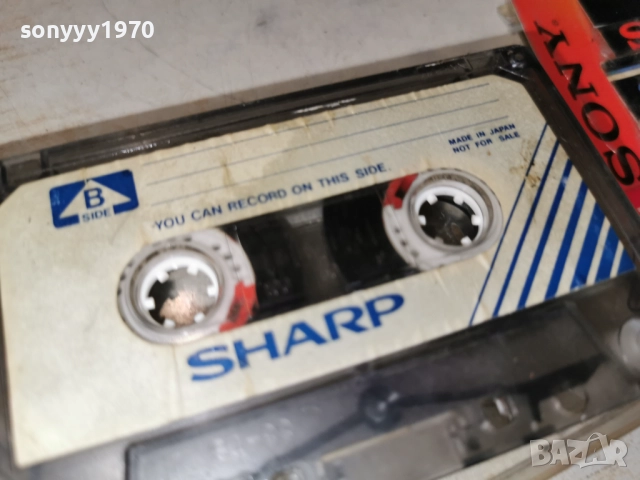 sonyyy1970
SONY
B
SIDE
MADE IN JAPAN
NOT FOR SALE
YOU CAN RECORD ON THIS SIDE.
SHARP
BAZAR